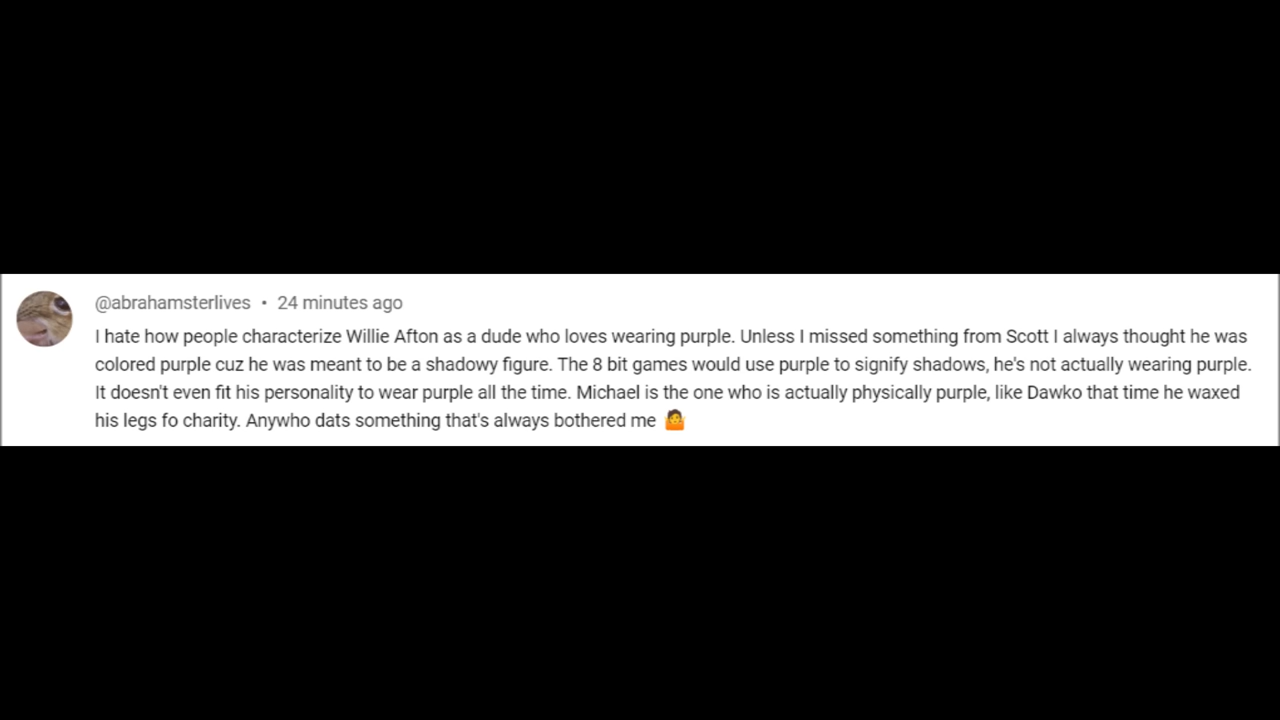 @abrahamsterlives • 24 minutes ago
I hate how people characterize Willie Afton as a dude who loves wearing purple. Unless I missed something from Scott I always thought he was
colored purple cuz he was meant to be a shadowy figure. The 8 bit games would use purple to signify shadows, he's not actually wearing purple.
It doesn't even fit his personality to wear purple all the time. Michael is the one who is actually physically purple, like Dawko that time he waxed
his legs fo charity. Anywho dats something that's always bothered me 🤷